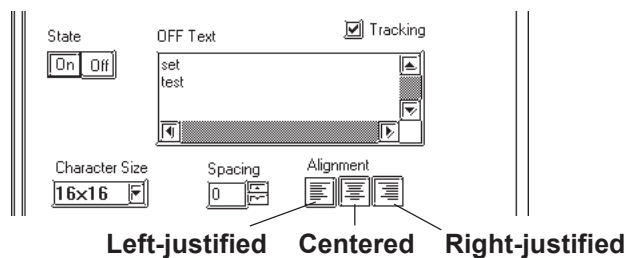 State OFF Text Tracking
On Off
set
test
Character Size Spacing Alignment
16x16 0
Left-justified Centered Right-justified